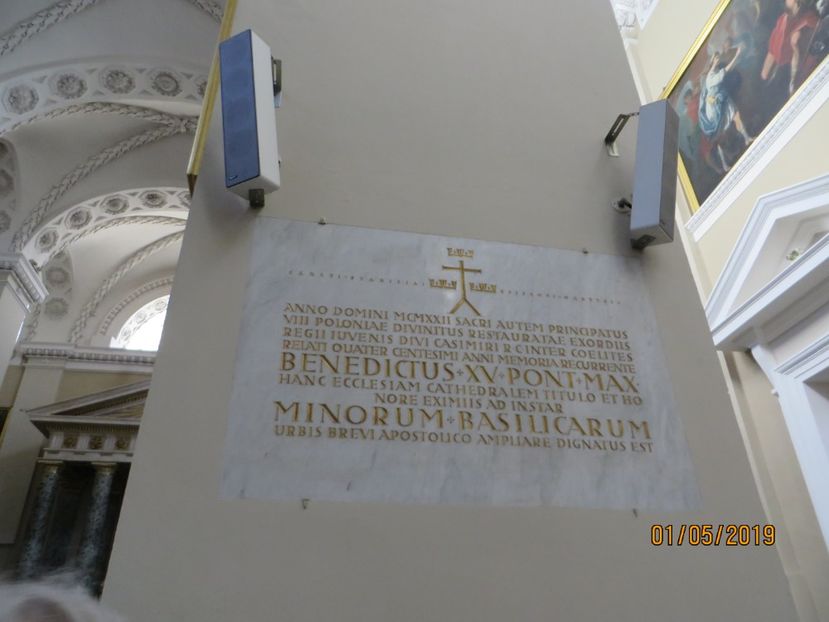 ANNO DOMINI MCMXXII SACRI AUTEM PRINCIPATUS
VIII POLONIAE DIVINITUS RESTAURATAE EXORDIIS
REGII IUVENIS DIVI CASIMIRI R C INTER COELITES
RELATI QUATER CENTESIMI ANNI MEMORIA RECURRENTE
BENEDICTUS + XV + PONT + MAX
HANC ECCLESIAM CATHEDRALEM TITULO ET HO
NORE EXIMIIS AD INSTAR
MINORUM + BASILICARUM
URBIS BREVI APOSTOLICO AMPLIARE DIGNATUS EST
01/05/2019